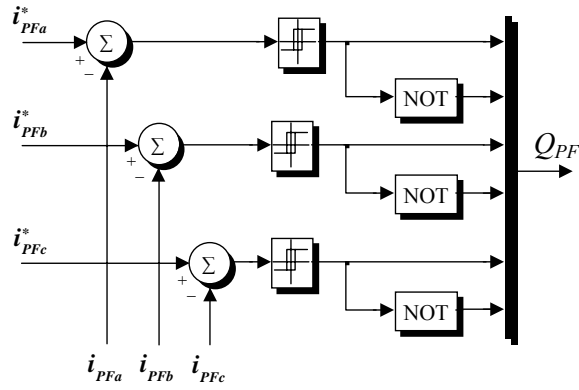 i*PFa
Σ
+
−
NOT
i*PFb
Σ
+
−
NOT
QPF
i*PFc
Σ
+
−
NOT
iPFa iPFb iPFc